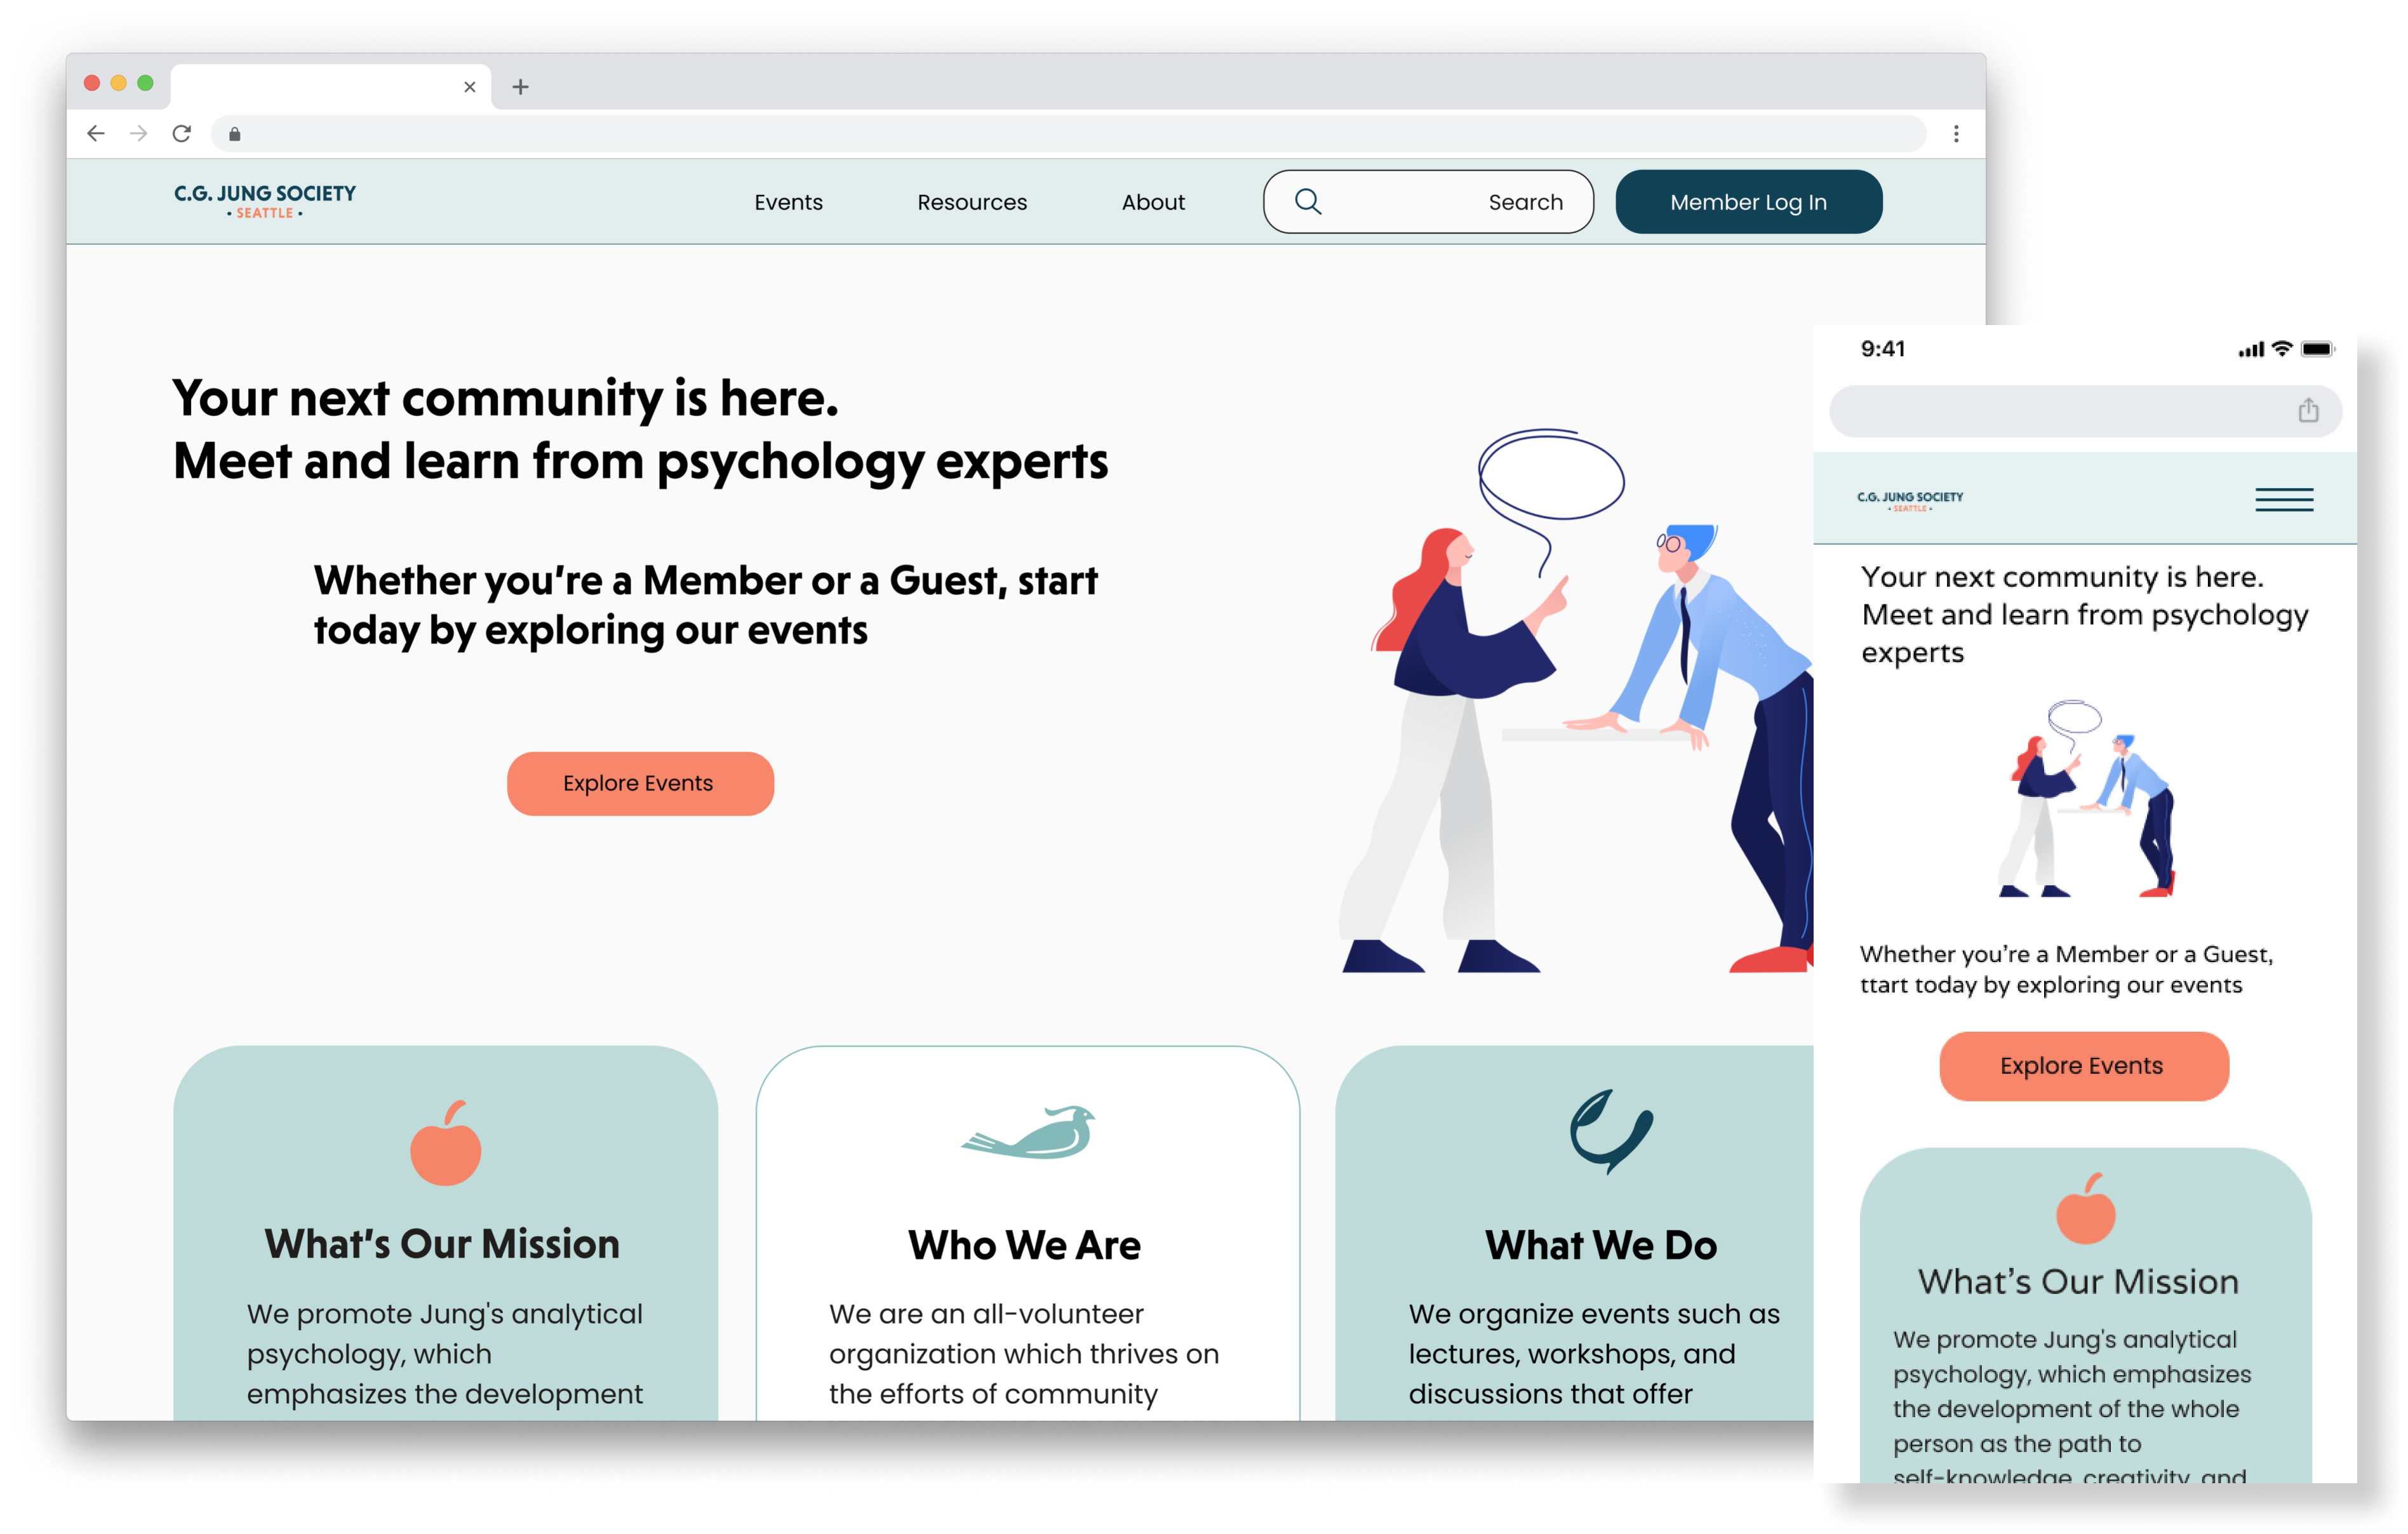 C.G. JUNG SOCIETY
• SEATTLE •
Events
Resources
About
Search
Member Log In
Your next community is here.
Meet and learn from psychology experts
Whether you're a Member or a Guest, start
today by exploring our events
Explore Events
What's Our Mission
We promote Jung's analytical
psychology, which
emphasizes the development
Who We Are
We are an all-volunteer
organization which thrives on
the efforts of community
What We Do
We organize events such as
lectures, workshops, and
discussions that offer
9:41
C.G. JUNG SOCIETY
• SEATTLE •
Your next community is here.
Meet and learn from psychology
experts
Whether you're a Member or a Guest,
ttart today by exploring our events
Explore Events
What's Our Mission
We promote Jung's analytical
psychology, which emphasizes
the development of the whole
person as the path to
self-knowledge, creativity, and